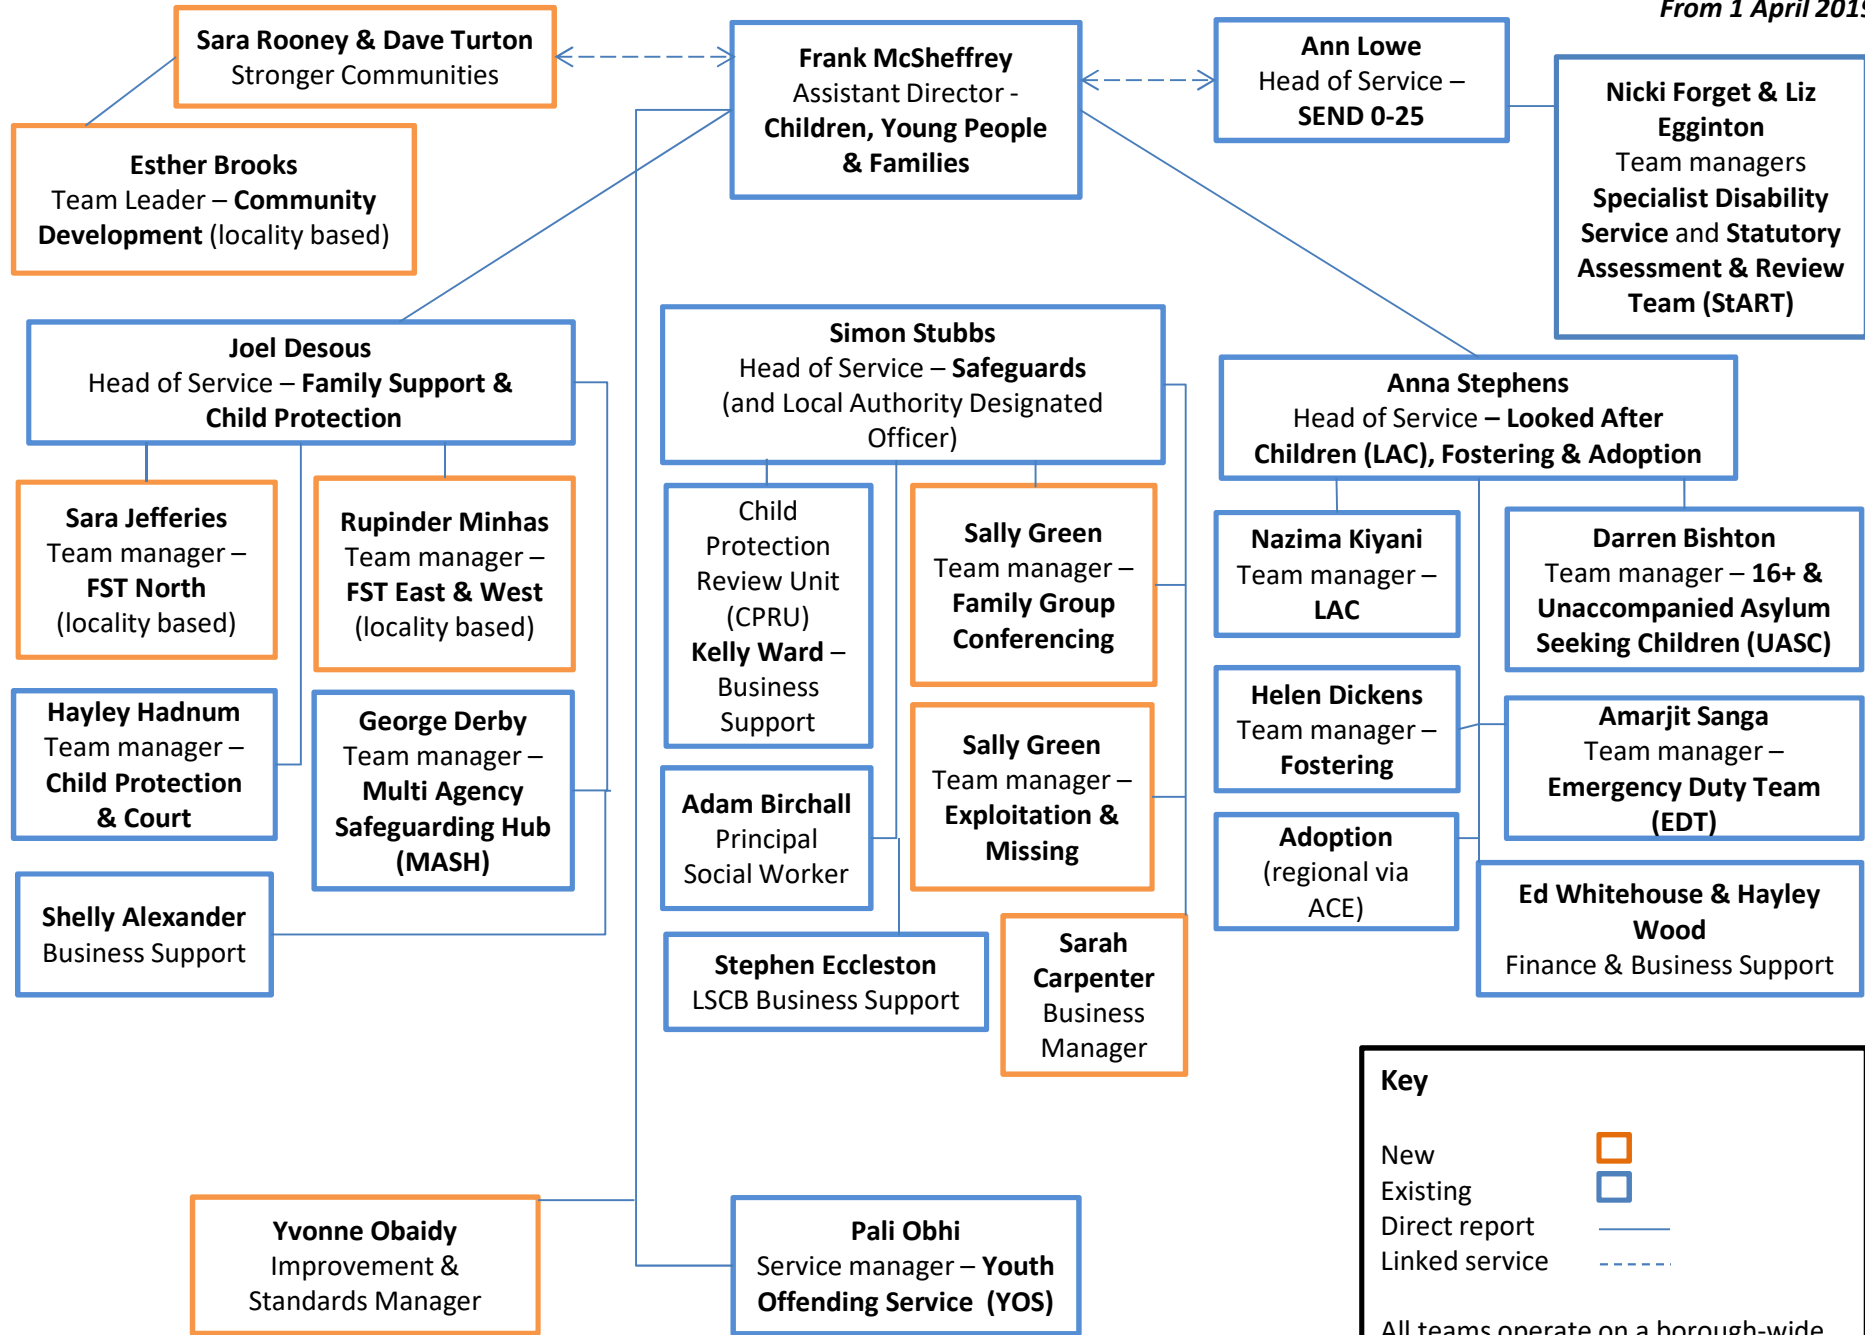 From 1 April 2019
Sara Rooney & Dave Turton
Stronger Communities
Frank McSheffrey
Assistant Director -
Children, Young People
& Families
Ann Lowe
Head of Service –
SEND 0-25
Nicki Forget & Liz
Egginton
Team managers
Specialist Disability
Service and Statutory
Assessment & Review
Team (StART)
Esther Brooks
Team Leader – Community
Development (locality based)
Joel Desous
Head of Service – Family Support &
Child Protection
Simon Stubbs
Head of Service – Safeguards
(and Local Authority Designated
Officer)
Anna Stephens
Head of Service – Looked After
Children (LAC), Fostering & Adoption
Sara Jefferies
Team manager –
FST North
(locality based)
Rupinder Minhas
Team manager –
FST East & West
(locality based)
Hayley Hadnum
Team manager –
Child Protection
& Court
George Derby
Team manager –
Multi Agency
Safeguarding Hub
(MASH)
Shelly Alexander
Business Support
Child
Protection
Review Unit
(CPRU)
Kelly Ward –
Business
Support
Sally Green
Team manager –
Family Group
Conferencing
Sally Green
Team manager –
Exploitation &
Missing
Adam Birchall
Principal
Social Worker
Stephen Eccleston
LSCB Business Support
Sarah
Carpenter
Business
Manager
Nazima Kiyani
Team manager –
LAC
Darren Bishton
Team manager – 16+ &
Unaccompanied Asylum
Seeking Children (UASC)
Helen Dickens
Team manager –
Fostering
Amarjit Sanga
Team manager –
Emergency Duty Team
(EDT)
Adoption
(regional via
ACE)
Ed Whitehouse & Hayley
Wood
Finance & Business Support
Yvonne Obaidy
Improvement &
Standards Manager
Pali Obhi
Service manager – Youth
Offending Service (YOS)
Key
New
Existing
Direct report
Linked service
All teams operate on a borough-wide